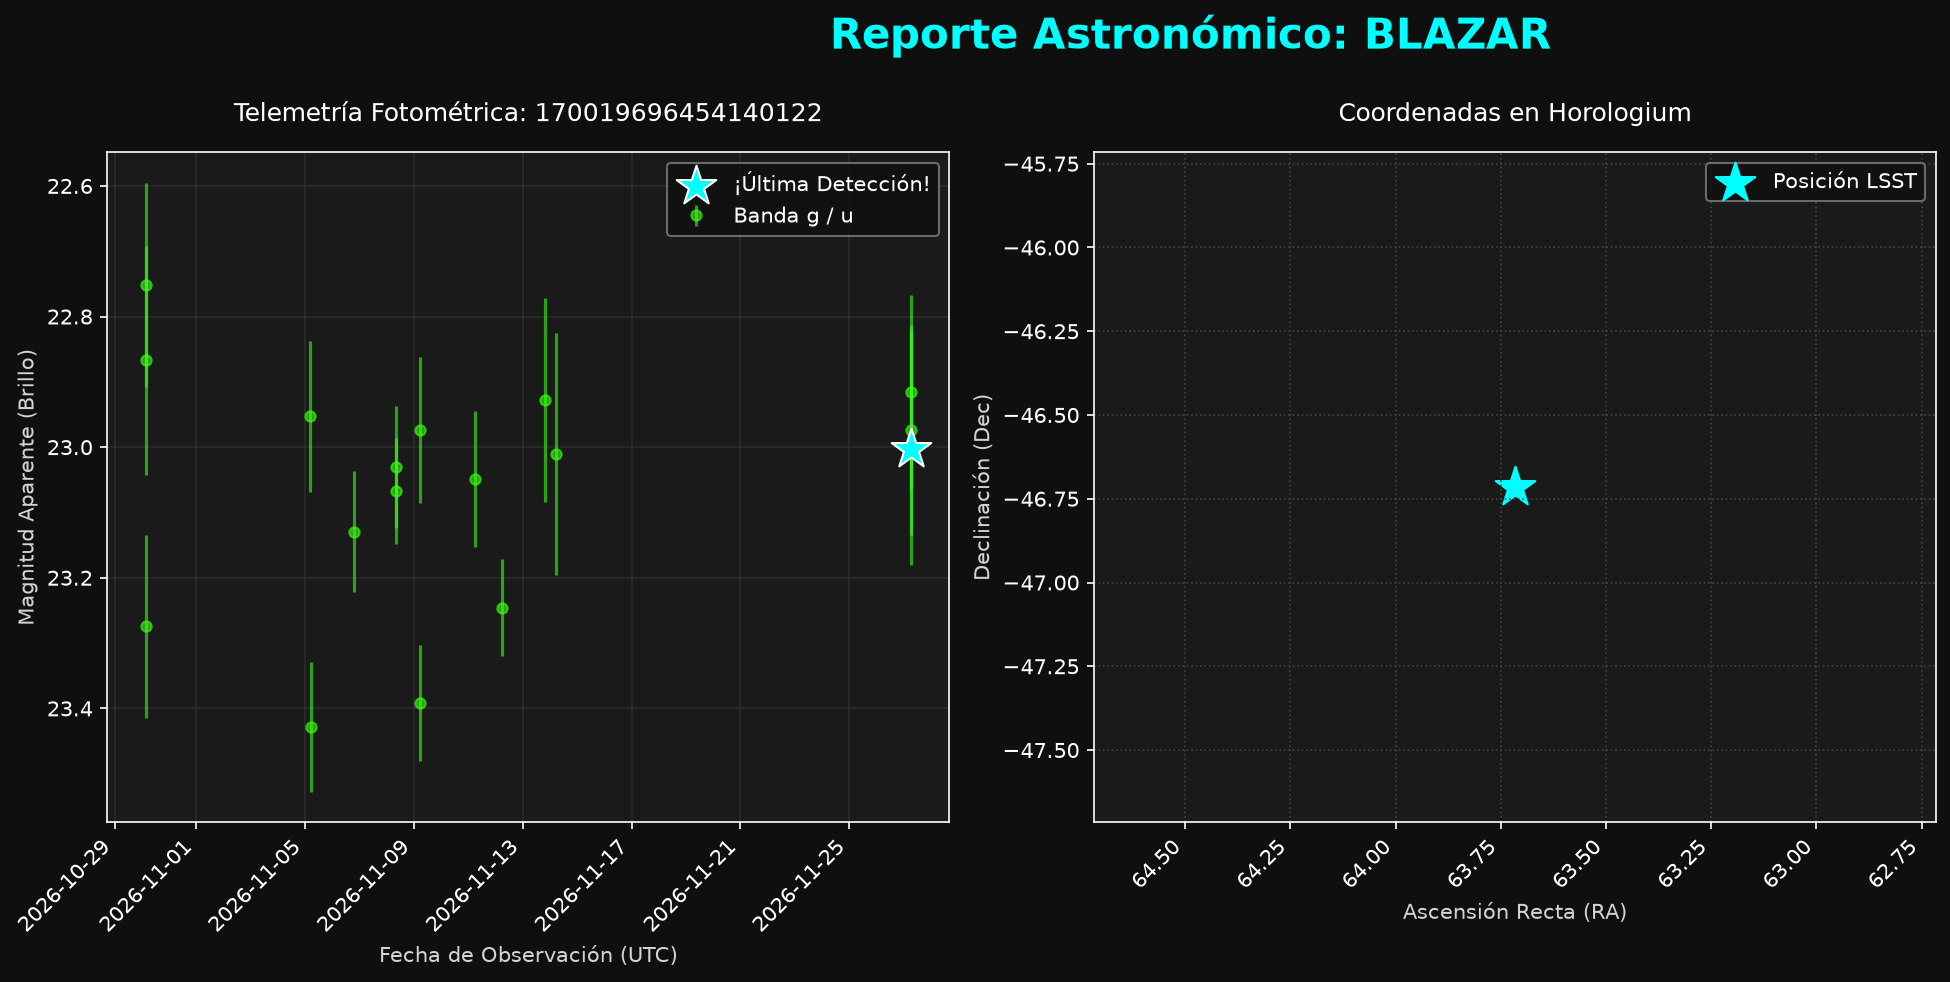 Reporte Astronómico: BLAZAR
Telemetría Fotométrica: 170019696454140122
¡Última Detección!
Banda g / u
Magnitud Aparente (Brillo)
22.6
22.8
23.0
23.2
23.4
2026-10-29
2026-11-01
2026-11-05
2026-11-09
2026-11-13
2026-11-17
2026-11-21
2026-11-25
Fecha de Observación (UTC)
Coordenadas en Horologium
Posición LSST
Declinación (Dec)
−45.75
−46.00
−46.25
−46.50
−46.75
−47.00
−47.25
−47.50
64.50
64.25
64.00
63.75
63.50
63.25
63.00
62.75
Ascensión Recta (RA)